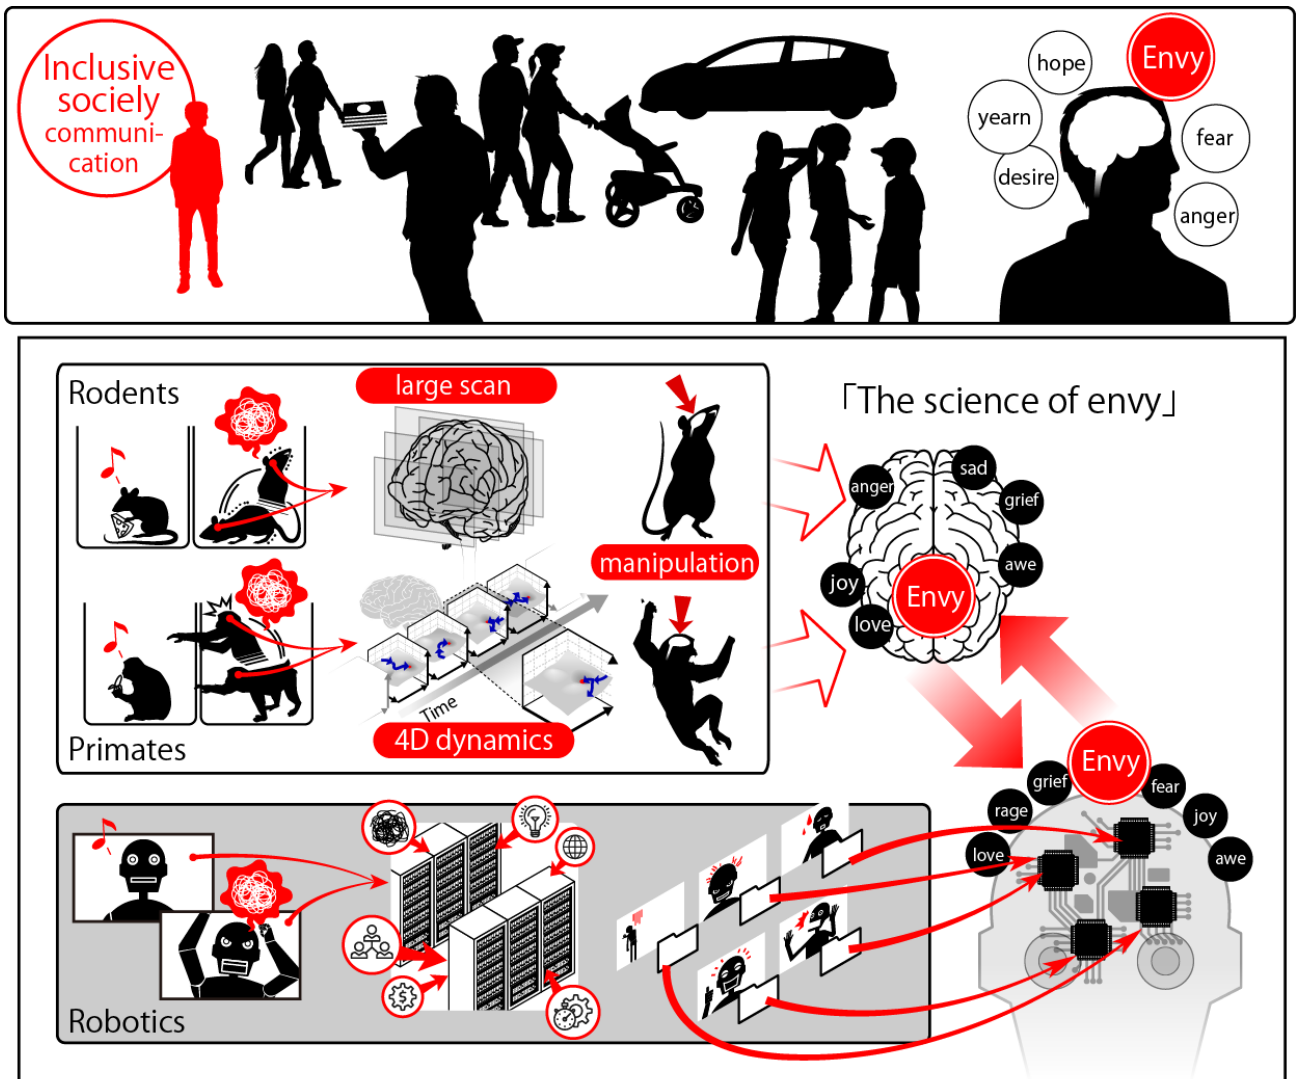 Inclusive
sociely
communi-
cation
hope
Envy
yearn
fear
desire
anger
Rodents
large scan
「The science of envy」
anger
sad
grief
manipulation
awe
joy
Envy
love
Time
4D dynamics
Primates
Envy
grief
fear
rage
joy
love
awe
$
Robotics